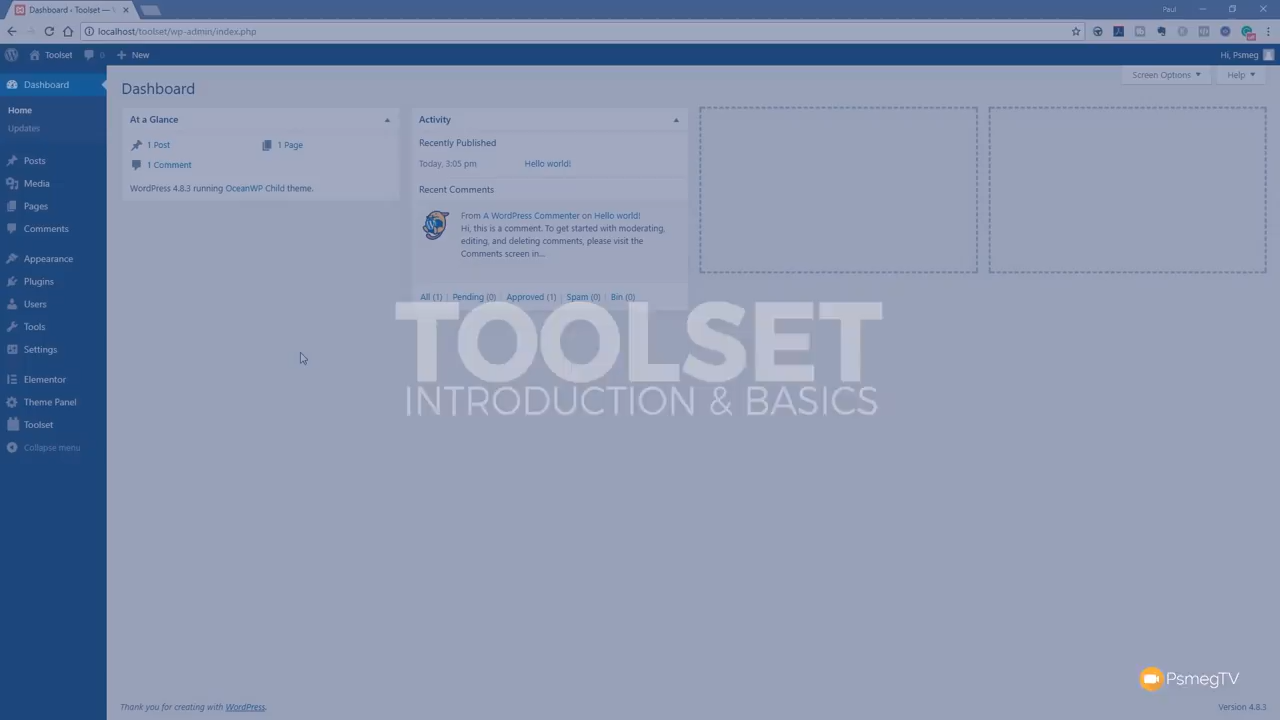 Dashboard ‹ Toolset —
Paul
localhost/toolset/wp-admin/index.php
Toolset
0
New
Hi, Psmeg
Dashboard
Home
Updates
Posts
Media
Pages
Comments
Appearance
Plugins
Users
Tools
Settings
Elementor
Theme Panel
Toolset
Collapse menu
Screen Options
Help
Dashboard
At a Glance
1 Post
1 Page
1 Comment
WordPress 4.8.3 running OceanWP Child theme.
Activity
Recently Published
Today, 3:05 pm
Hello world!
Recent Comments
From A WordPress Commenter on Hello world!
Hi, this is a comment. To get started with moderating,
editing, and deleting comments, please visit the
Comments screen in...
All (1) | Pending (0) | Approved (1) | Spam (0) | Bin (0)
TOOLSET
INTRODUCTION & BASICS
PsmegTV
Thank you for creating with WordPress.
Version 4.8.3